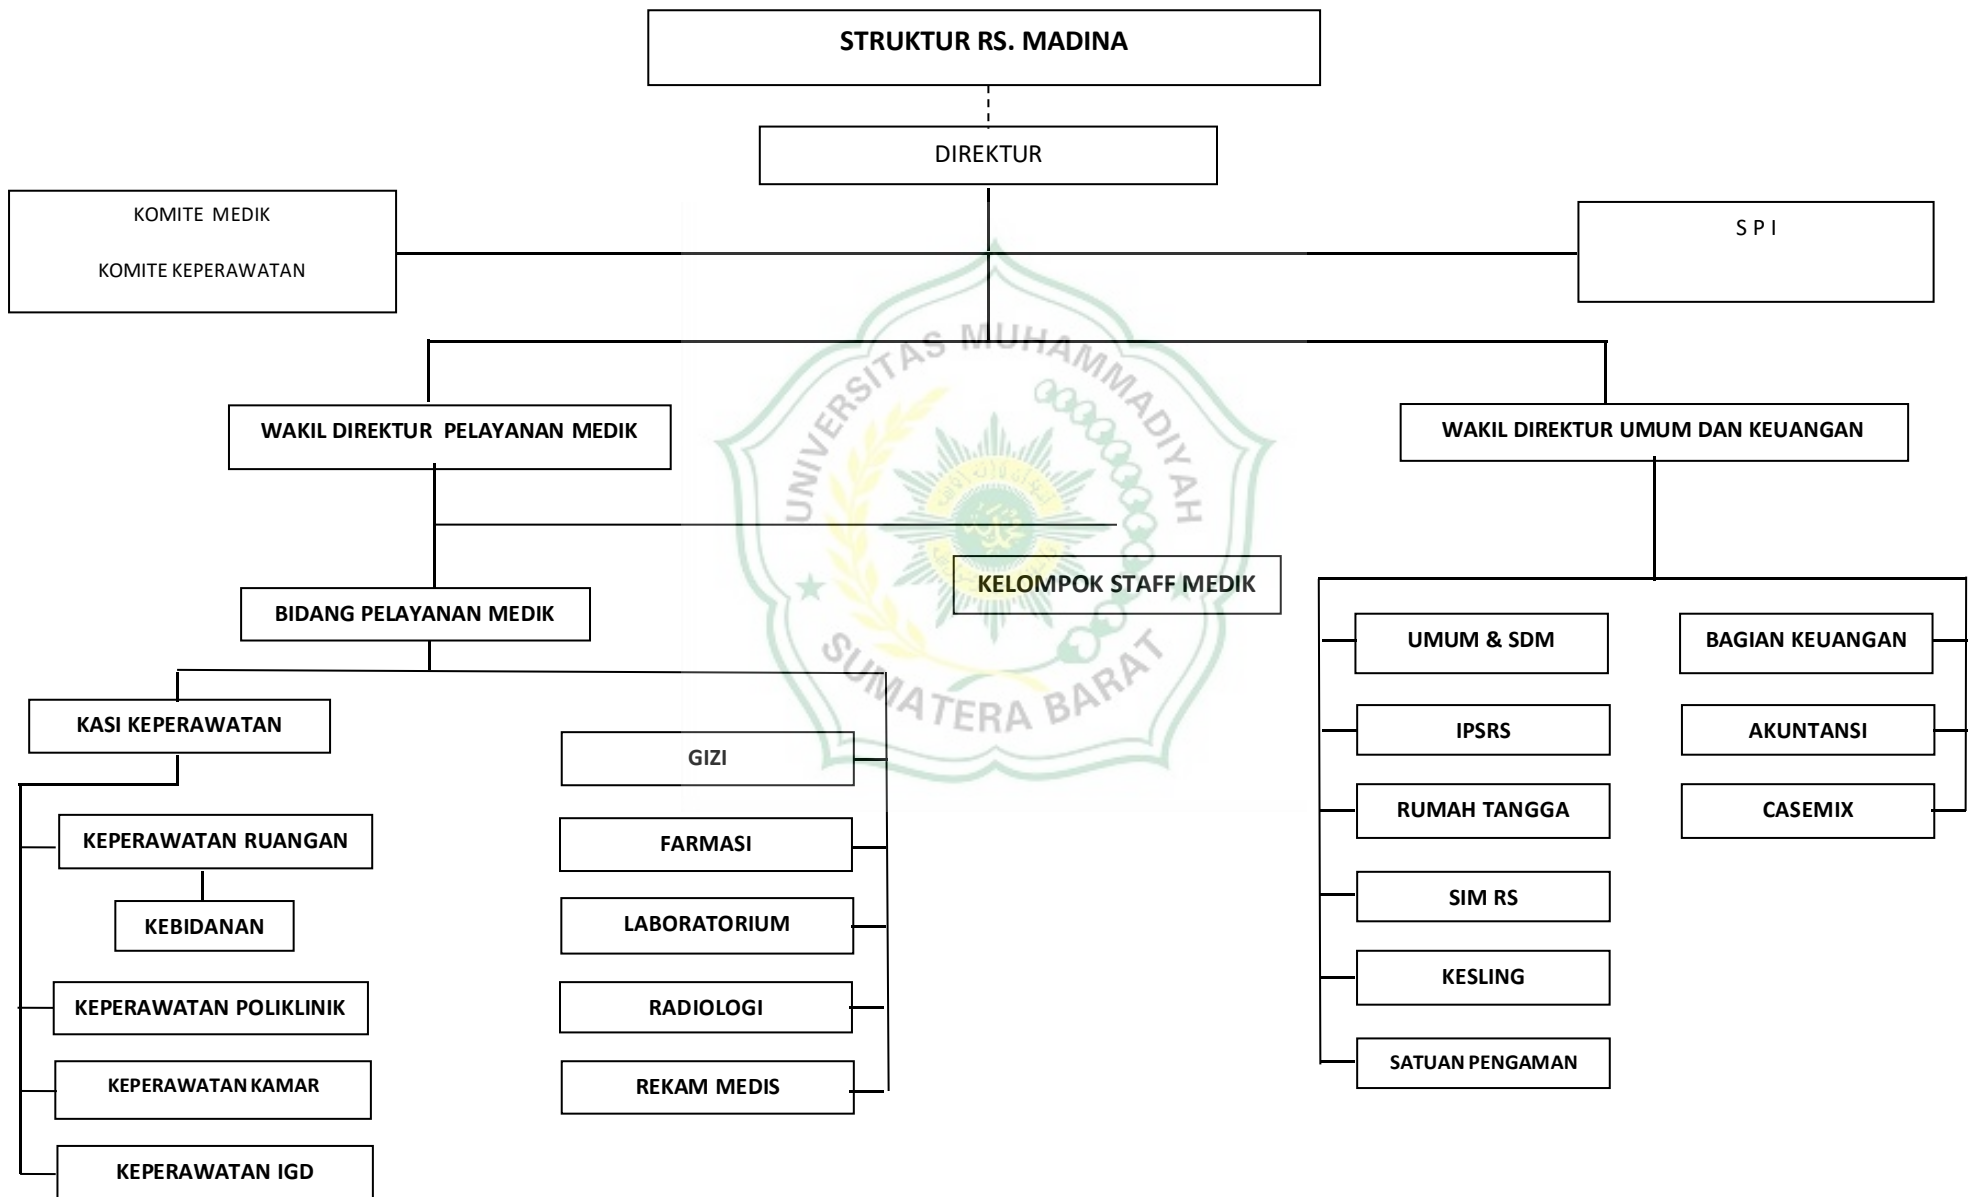 STRUKTUR RS. MADINA
DIREKTUR
KOMITE MEDIK
KOMITE KEPERAWATAN
S P I
UNIVERSITAS MUHAMMADIYAH
SUMATERA BARAT
WAKIL DIREKTUR PELAYANAN MEDIK
WAKIL DIREKTUR UMUM DAN KEUANGAN
KELOMPOK STAFF MEDIK
BIDANG PELAYANAN MEDIK
KASI KEPERAWATAN
KEPERAWATAN RUANGAN
KEBIDANAN
KEPERAWATAN POLIKLINIK
KEPERAWATAN KAMAR
KEPERAWATAN IGD
GIZI
FARMASI
LABORATORIUM
RADIOLOGI
REKAM MEDIS
UMUM & SDM
IPSRS
RUMAH TANGGA
SIM RS
KESLING
SATUAN PENGAMAN
BAGIAN KEUANGAN
AKUNTANSI
CASEMIX